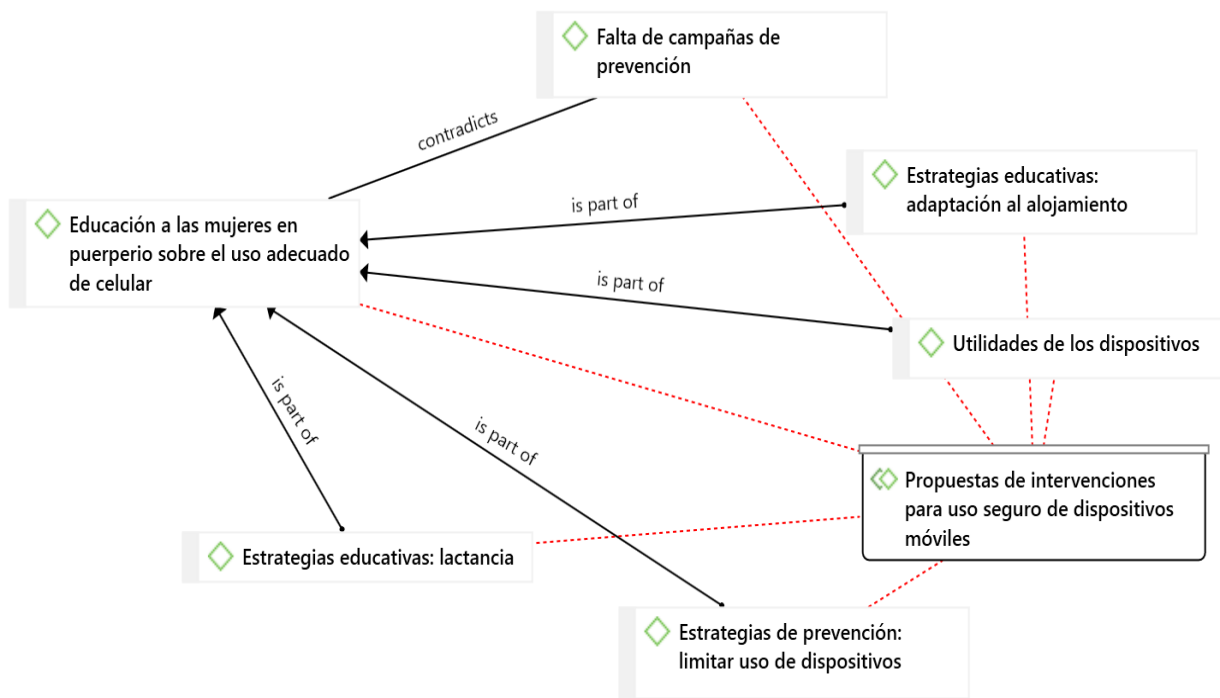 Falta de campañas de
prevención
contradicts
Estrategias educativas:
adaptación al alojamiento
is part of
Educación a las mujeres en
puerperio sobre el uso adecuado
de celular
is part of
Utilidades de los dispositivos
is part of
is part of
Propuestas de intervenciones
para uso seguro de dispositivos
móviles
Estrategias educativas: lactancia
Estrategias de prevención:
limitar uso de dispositivos